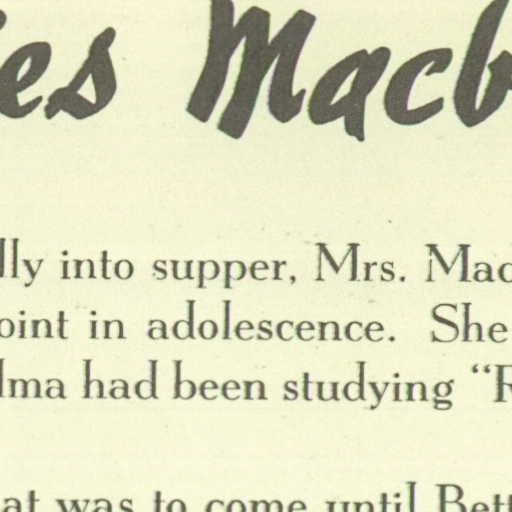 es Macb
lly into supper, Mrs. Mac
oint in adolescence. She
lma had been studying "F
at was to come until Bett